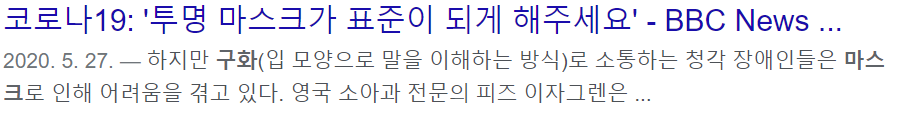 코로나19: '투명 마스크가 표준이 되게 해주세요' - BBC News ...
2020. 5. 27. — 하지만 구화(입 모양으로 말을 이해하는 방식)로 소통하는 청각 장애인들은 마스
크로 인해 어려움을 겪고 있다. 영국 소아과 전문의 피즈 이자그렌은 ...